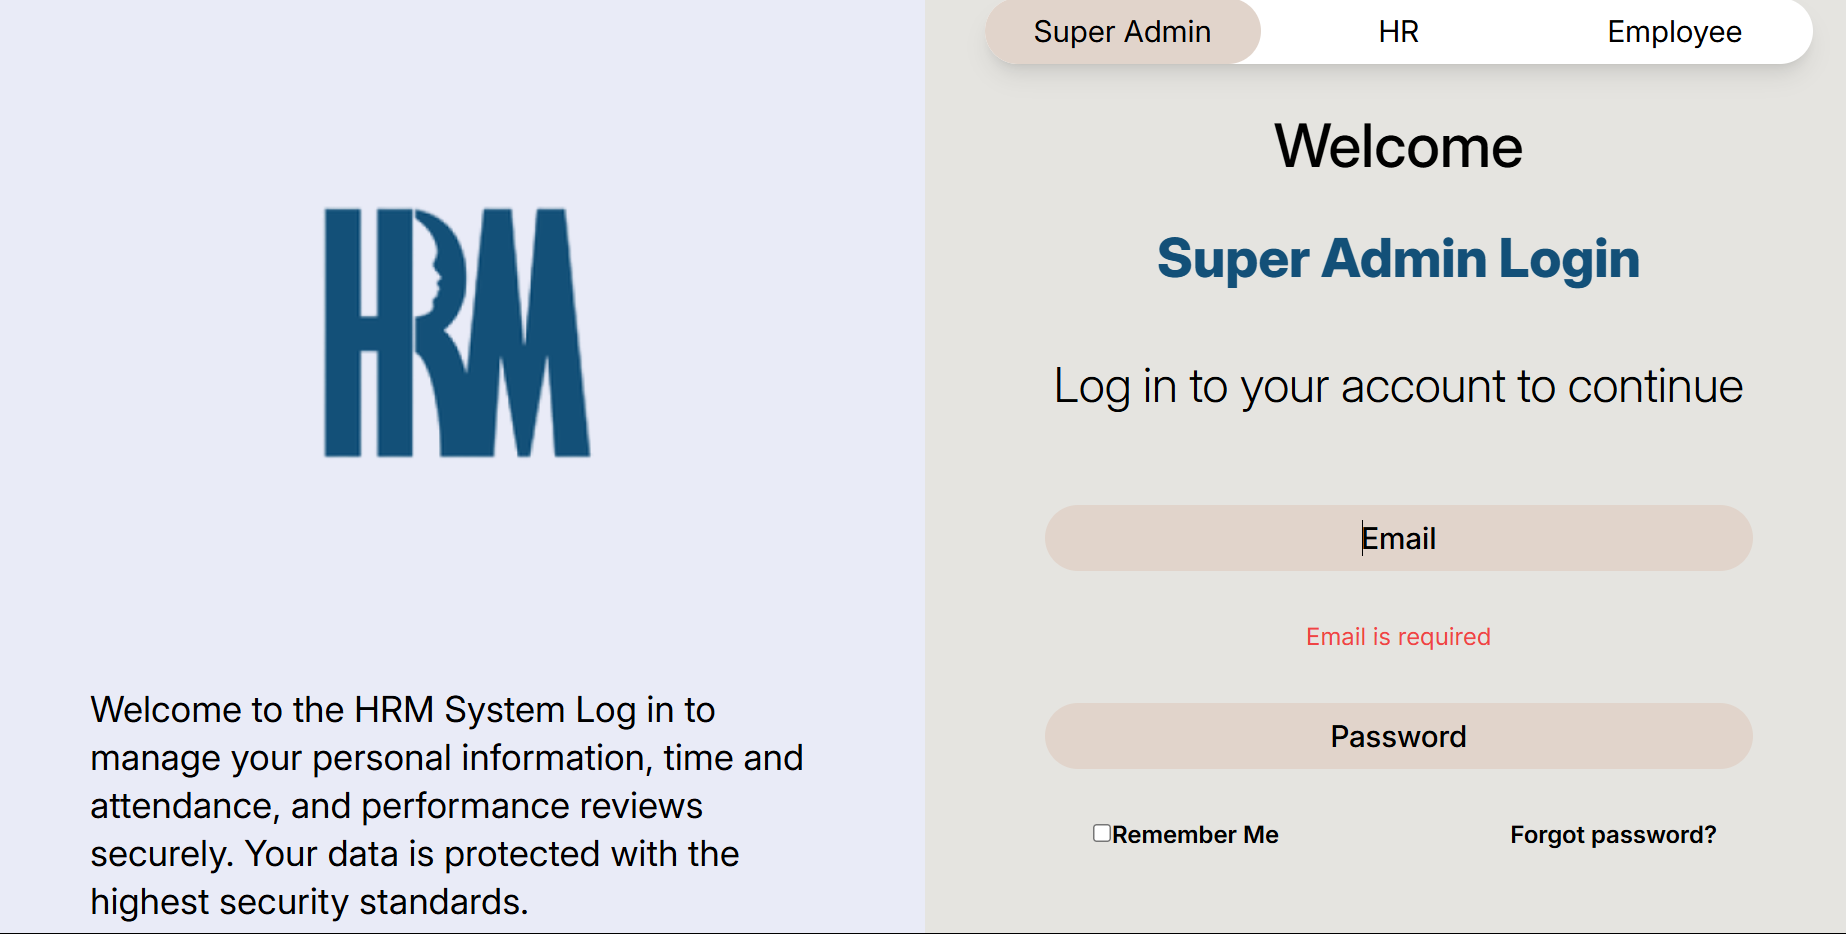 HRM
Welcome to the HRM System Log in to
manage your personal information, time and
attendance, and performance reviews
securely. Your data is protected with the
highest security standards.
Super Admin HR Employee
Welcome
Super Admin Login
Log in to your account to continue
Email
Email is required
Password
Remember Me Forgot password?